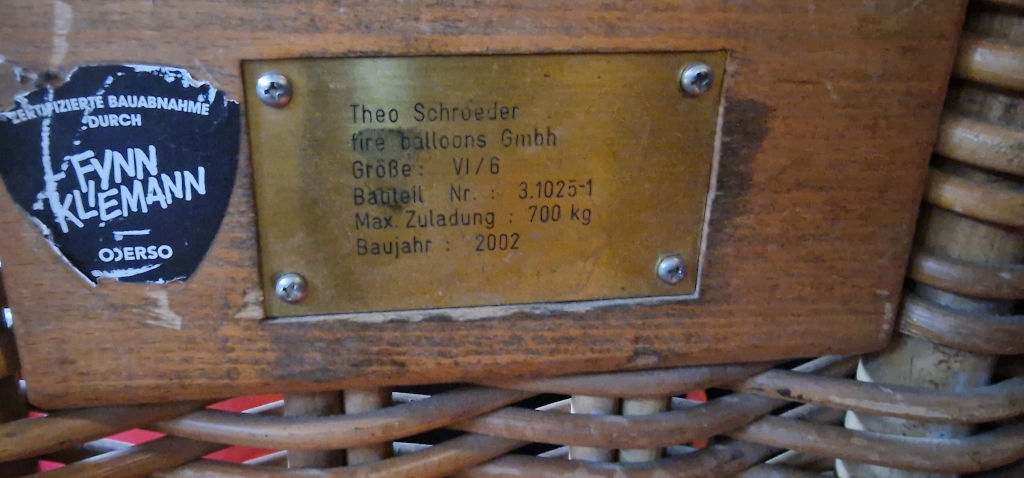 ZERTIFIZIERTE BAUABNAHME
DURCH
FYNN
KLIEMANN
ODERSO
Theo Schroeder
fire balloons Gmbh
Größe: VI/6
Bauteil Nr.: 3.1025-1
Max. Zuladung : 700 kg
Baujahr : 2002